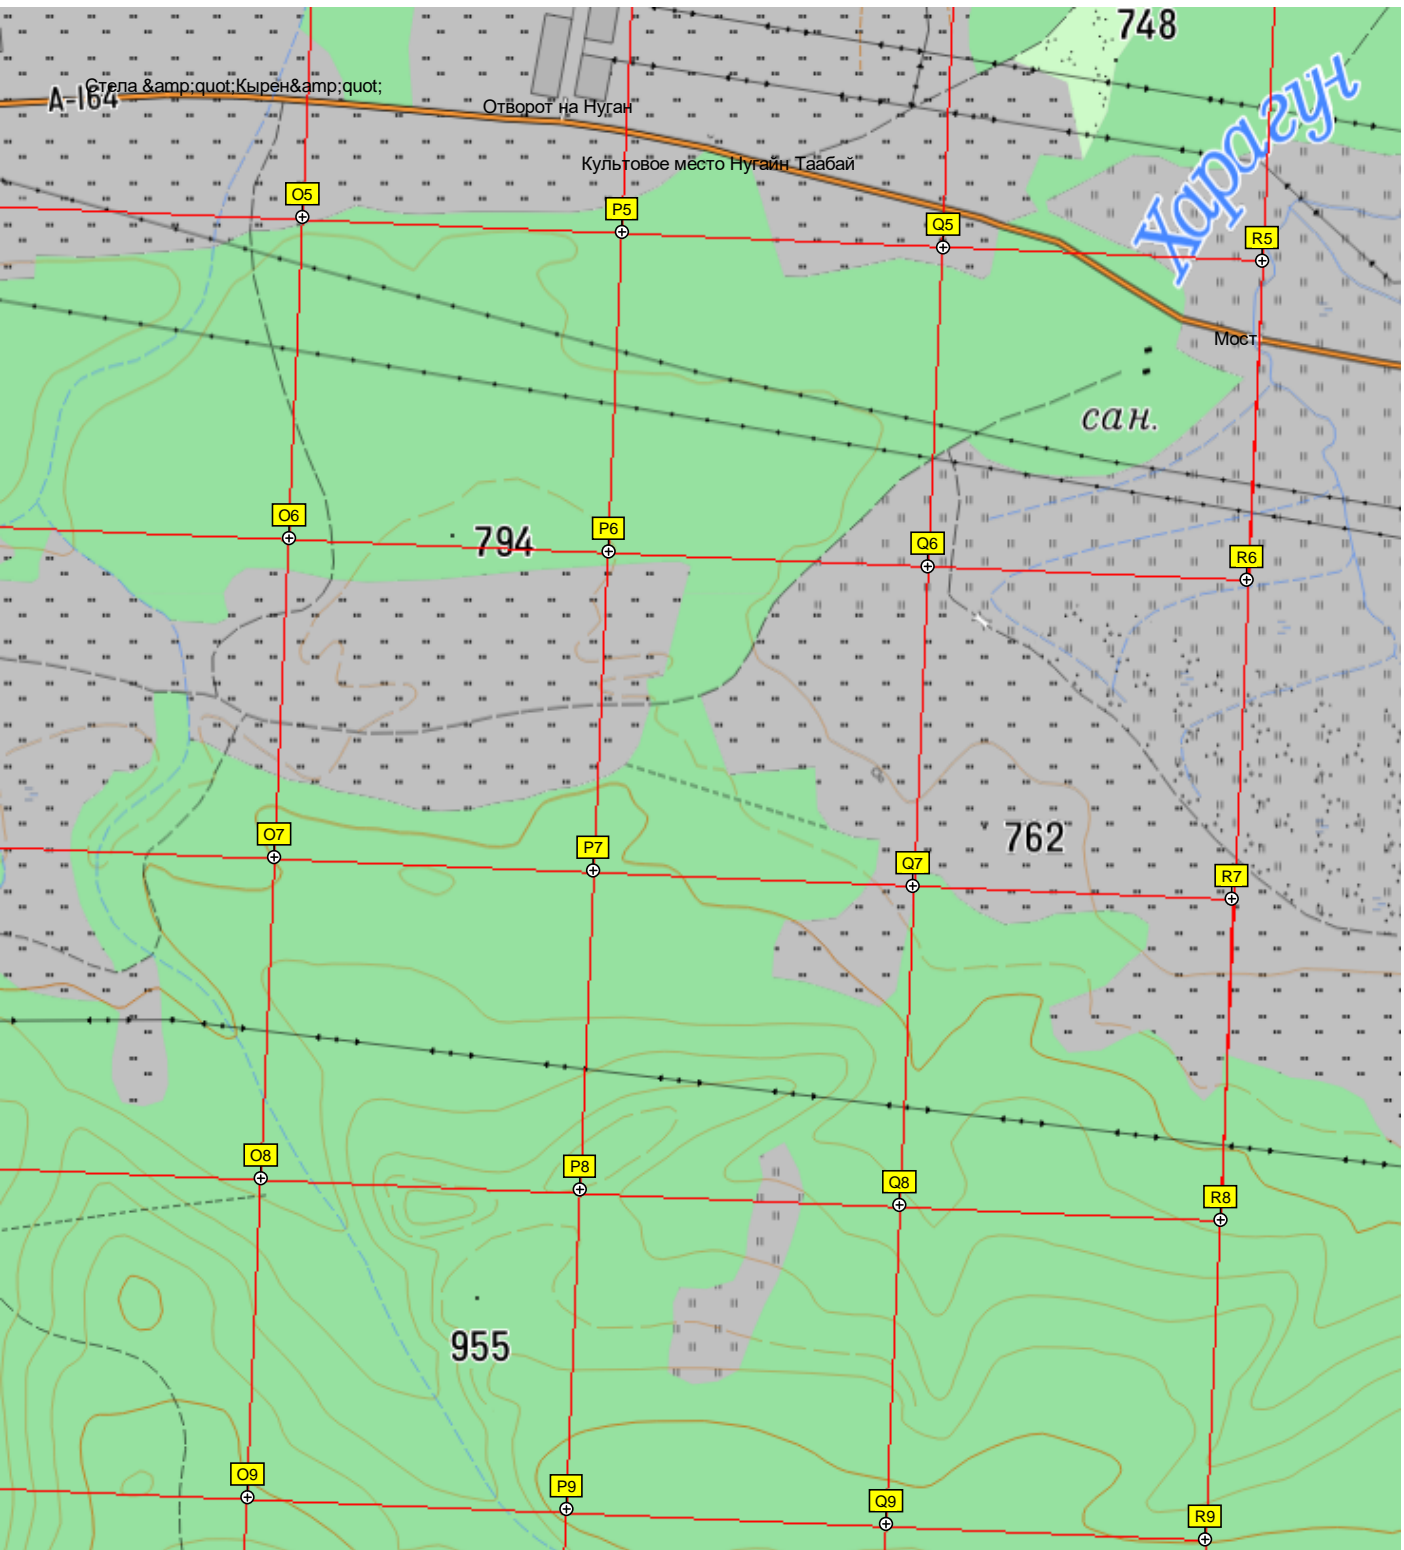 748
Стела &amp;quot;Кырен&amp;quot;
А-164
Отворот на Нуган
Культовое место Нугайн Таабай
Харагун
O5
P5
Q5
R5
Мост
сан.
O6
794
P6
Q6
R6
O7
P7
762
Q7
R7
O8
P8
Q8
R8
955
O9
P9
Q9
R9